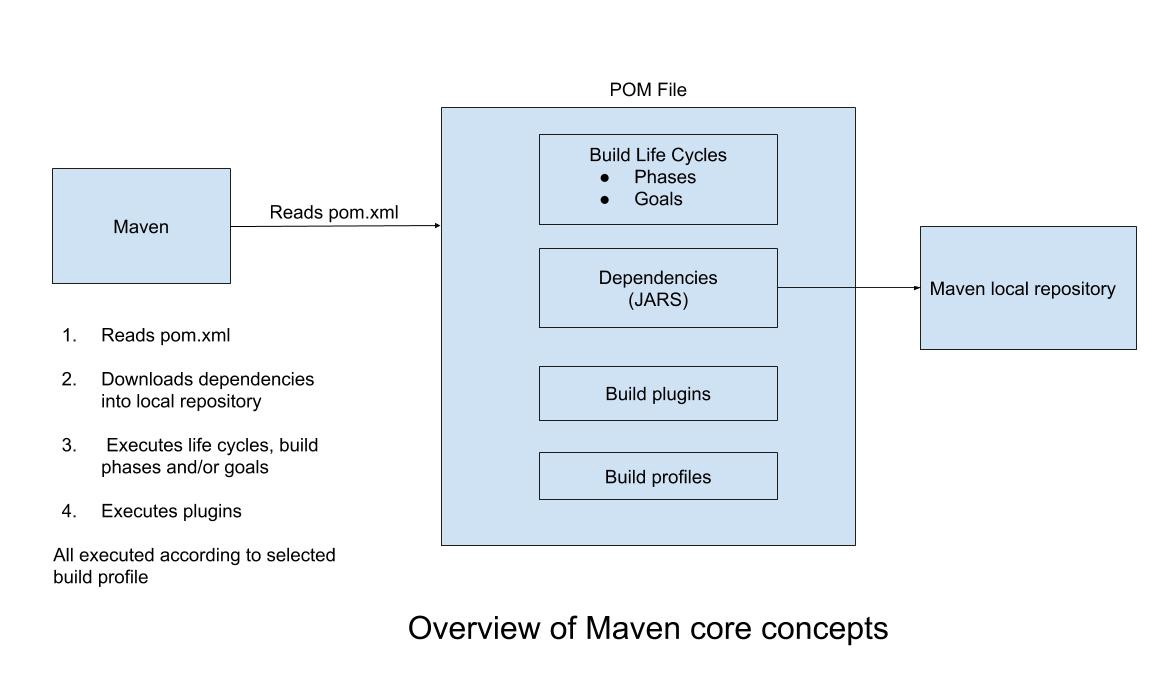 POM File
Build Life Cycles
● Phases
● Goals
Maven
Reads pom.xml
Dependencies
(JARS)
Maven local repository
Build plugins
Build profiles
1. Reads pom.xml
2. Downloads dependencies
into local repository
3. Executes life cycles, build
phases and/or goals
4. Executes plugins
All executed according to selected
build profile
Overview of Maven core concepts